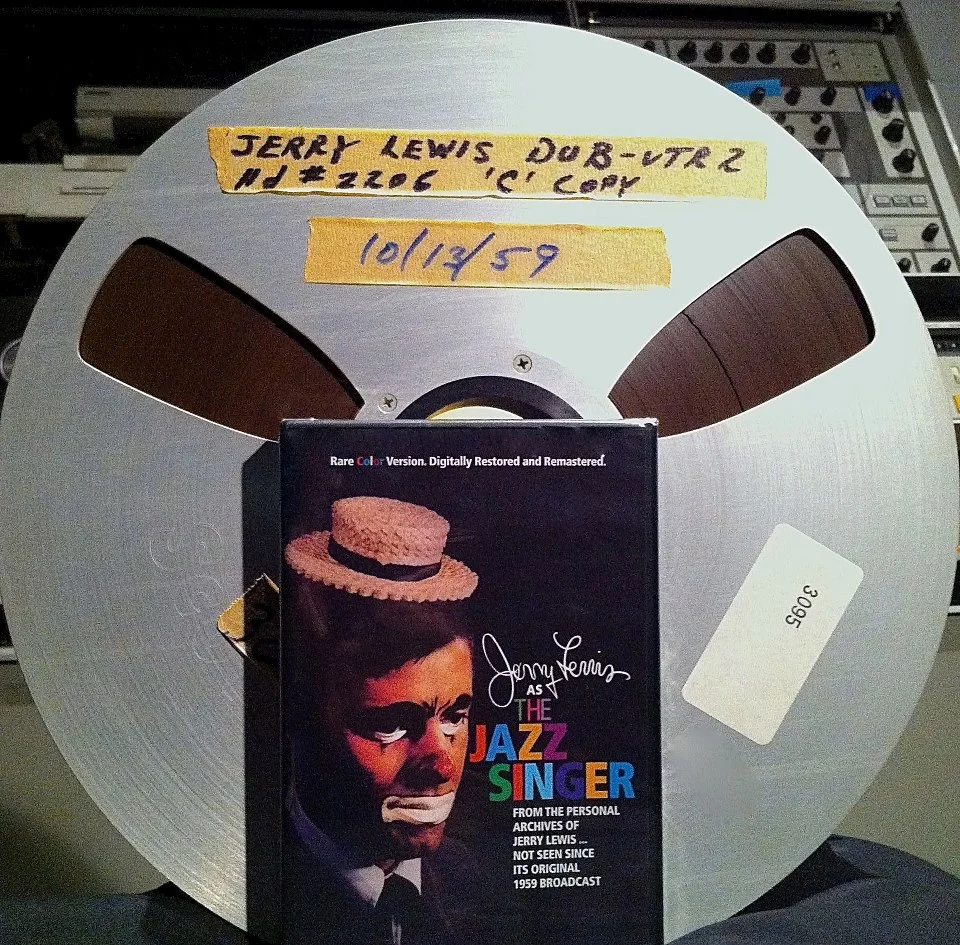 JERRY LEWIS DUB-VTR 2
Hd # 2206 'C' COPY
10/13/59
Rare Color Version. Digitally Restored and Remastered.
Jerry Lewis
AS
THE
JAZZ
SINGER
FROM THE PERSONAL
ARCHIVES OF
JERRY LEWIS ...
NOT SEEN SINCE
ITS ORIGINAL
1959 BROADCAST
3095